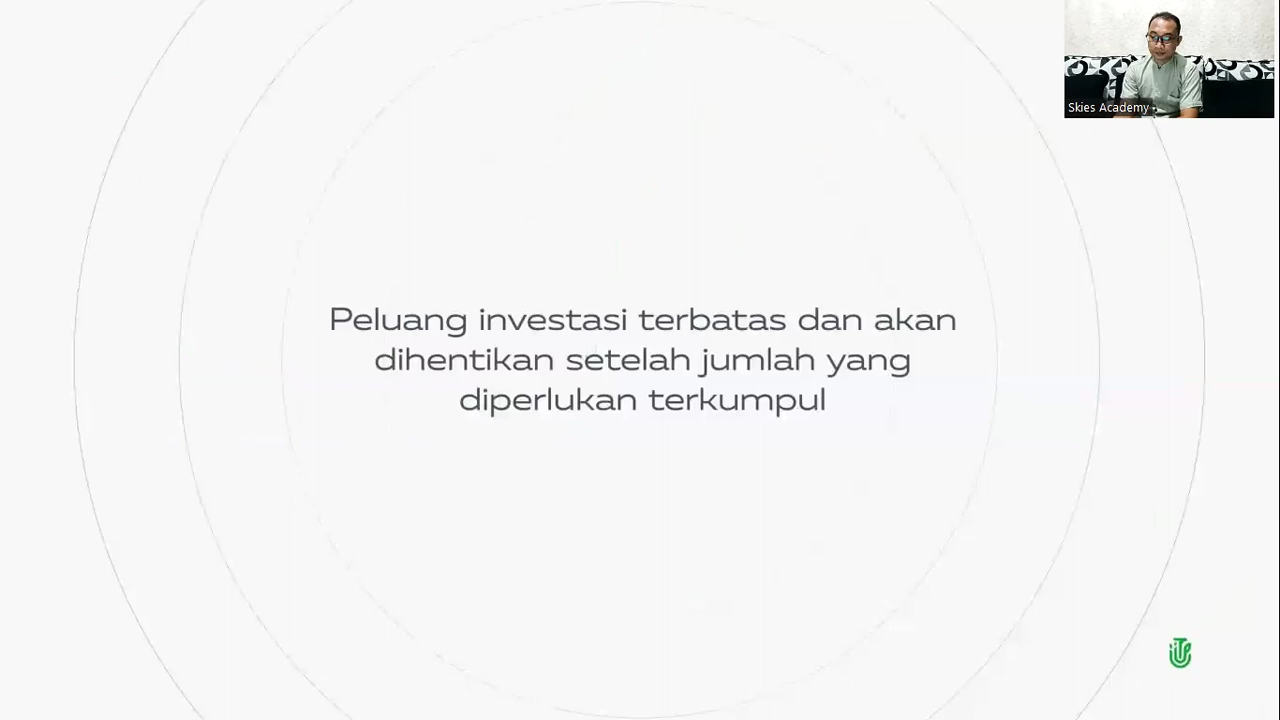 Skies Academy
Peluang investasi terbatas dan akan
dihentikan setelah jumlah yang
diperlukan terkumpul